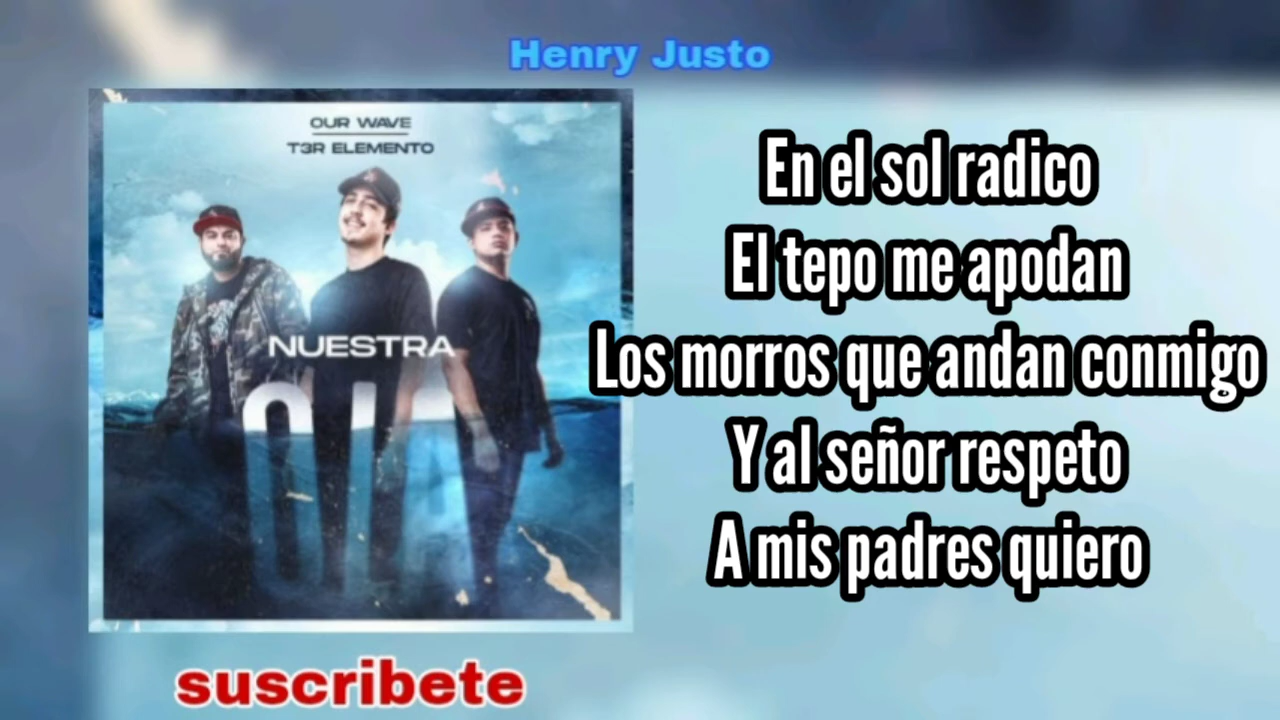 Henry Justo
OUR WAVE
T3R ELEMENTO
NUESTRA
OLA
En el sol radico
El tepo me apodan
Los morros que andan conmigo
Y al señor respeto
A mis padres quiero
suscribete